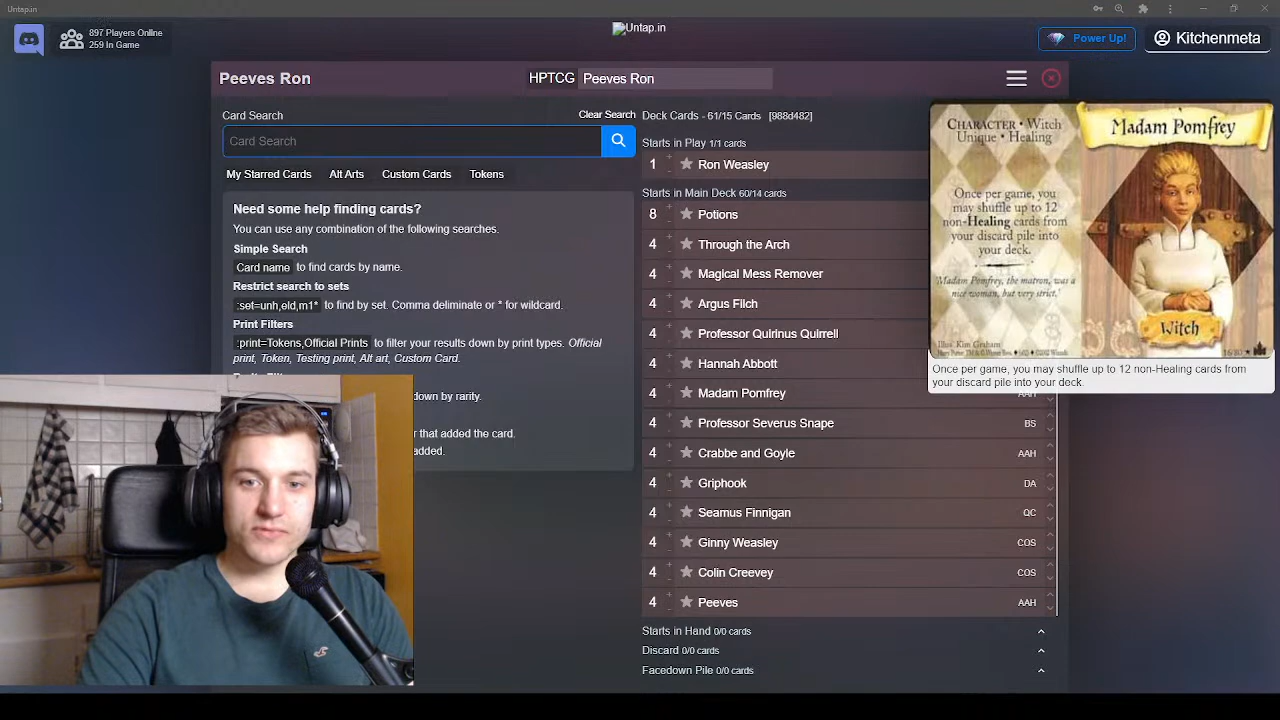 Untap.in
897 Players Online
259 In Game
Untap.in
Power Up!
Kitchenmeta
Peeves Ron
HPTCG
Peeves Ron
Card Search
Clear Search
Card Search
My Starred Cards
Alt Arts
Custom Cards
Tokens
Need some help finding cards?
You can use any combination of the following searches.
Simple Search
Card name to find cards by name.
Restrict search to sets
:set=unh,eld,m1* to find by set. Comma deliminate or * for wildcard.
Print Filters
:print=Tokens,Official Prints to filter your results down by print types. Official
print, Token, Testing print, Alt art, Custom Card.
down by rarity.
r that added the card.
added.
Deck Cards - 61/15 Cards [988d482]
Starts in Play 1/1 cards
1 Ron Weasley
Starts in Main Deck 60/14 cards
8 Potions
4 Through the Arch
4 Magical Mess Remover
4 Argus Filch
4 Professor Quirinus Quirrell
4 Hannah Abbott
4 Madam Pomfrey AAH
4 Professor Severus Snape BS
4 Crabbe and Goyle AAH
4 Griphook DA
4 Seamus Finnigan QC
4 Ginny Weasley COS
4 Colin Creevey COS
4 Peeves AAH
Starts in Hand 0/0 cards
Discard 0/0 cards
Facedown Pile 0/0 cards
CHARACTER • Witch
Unique • Healing
Once per game, you
may shuffle up to 12
non-Healing cards from
your discard pile into
your deck.
"Madam Pomfrey, the matron, was a
nice woman, but very strict."
Illus. Kim Graham
Madam Pomfrey
Witch
Once per game, you may shuffle up to 12 non-Healing cards from
your discard pile into your deck.